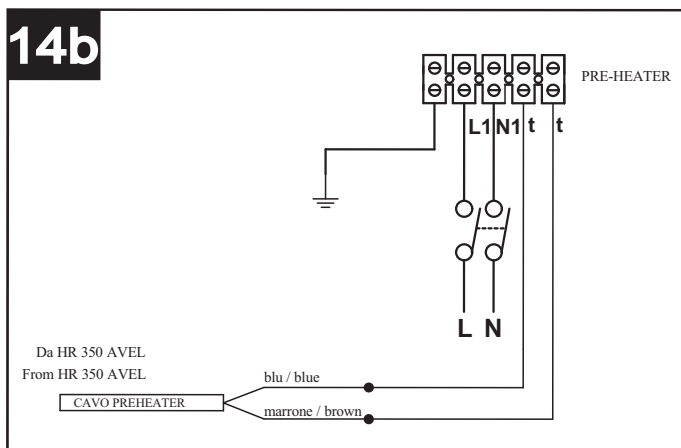 14b
PRE-HEATER
L1 N1 t t
L N
Da HR 350 AVEL
From HR 350 AVEL
blu / blue
CAVO PREHEATER
marrone / brown